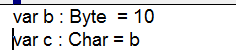 var b : Byte  = 10
var c : Char = b